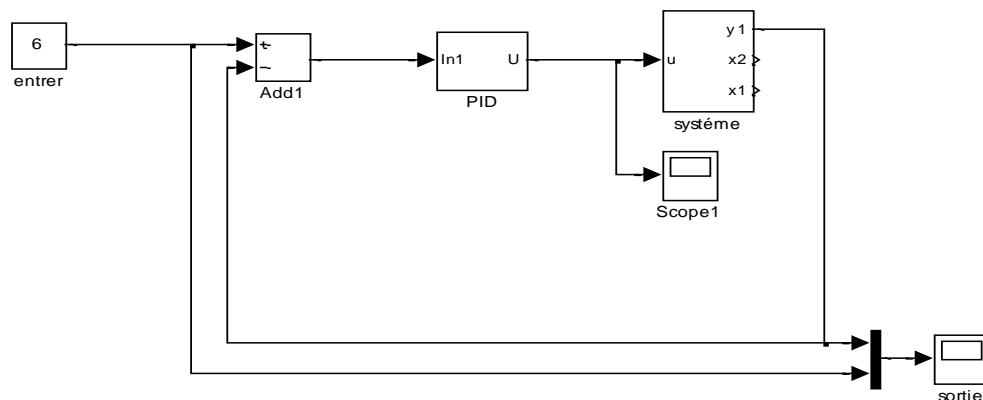 6
entrer
+
−
Add1
In1 U
PID
u
y1
x2
x1
systéme
Scope1
sortie